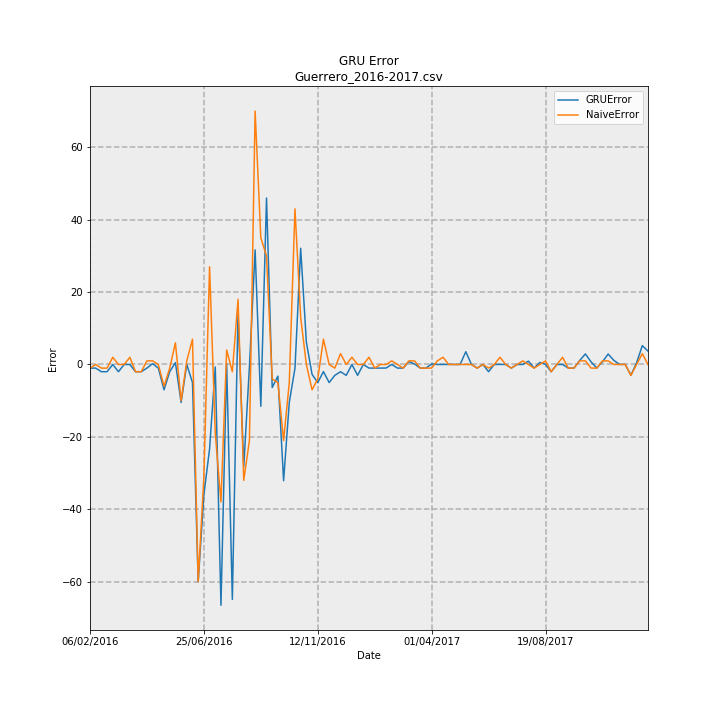 GRU Error
Guerrero_2016-2017.csv
GRUError
NaiveError
60
40
20
0
−20
−40
−60
Error
06/02/2016
25/06/2016
12/11/2016
01/04/2017
19/08/2017
Date